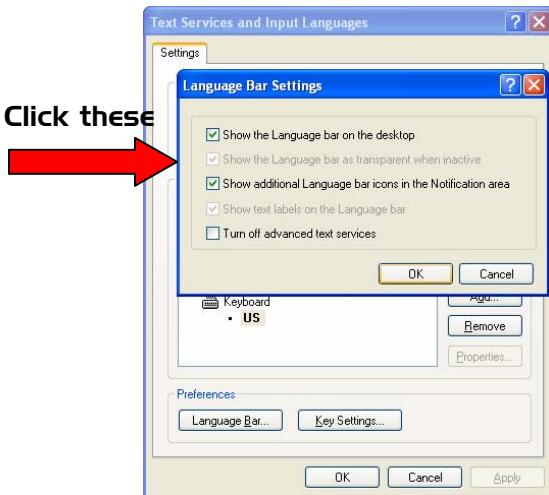 Text Services and Input Languages
Settings
Language Bar Settings
Click these
Show the Language bar on the desktop
Show the Language bar as transparent when inactive
Show additional Language bar icons in the Notification area
Show text labels on the Language bar
Turn off advanced text services
OK Cancel
Keyboard
Add...
US
Remove
Properties...
Preferences
Language Bar... Key Settings...
OK Cancel Apply